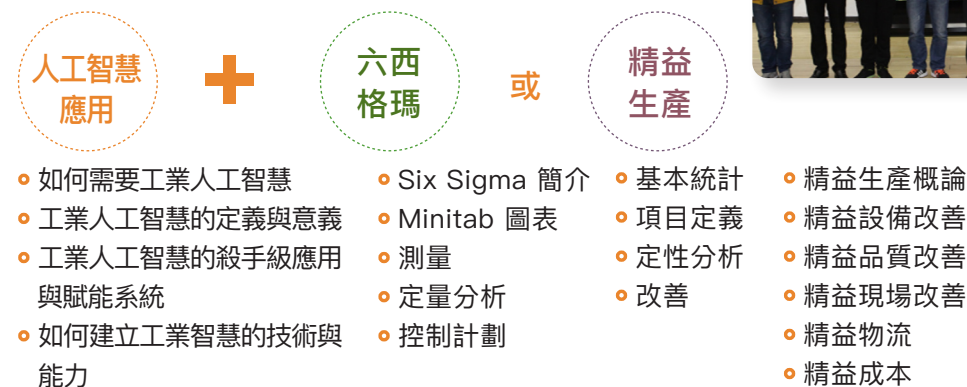 人工智慧
應用
六西
格瑪
或
精益
生產
如何需要工業人工智慧
工業人工智慧的定義與意義
工業人工智慧的殺手級應用
與賦能系統
如何建立工業智慧的技術與
能力
Six Sigma 簡介
Minitab 圖表
測量
定量分析
控制計劃
基本統計
項目定義
定性分析
改善
精益生產概論
精益設備改善
精益品質改善
精益現場改善
精益物流
精益成本